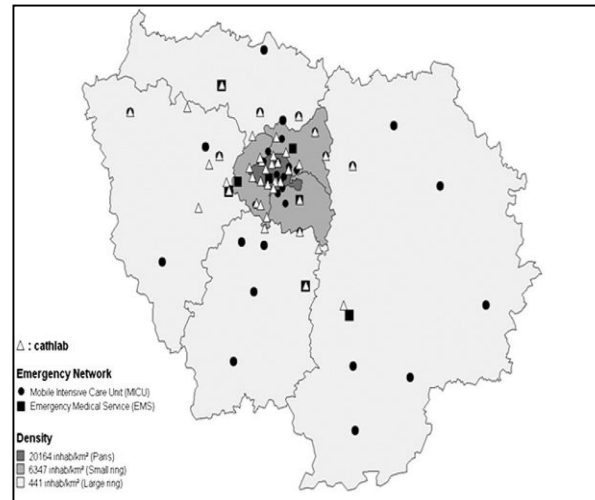 △ : cathlab
Emergency Network
● Mobile Intensive Care Unit (MICU)
■ Emergency Medical Service (EMS)
Density
20164 inhab/km² (Paris)
6347 inhab/km² (Small ring)
441 inhab/km² (Large ring)